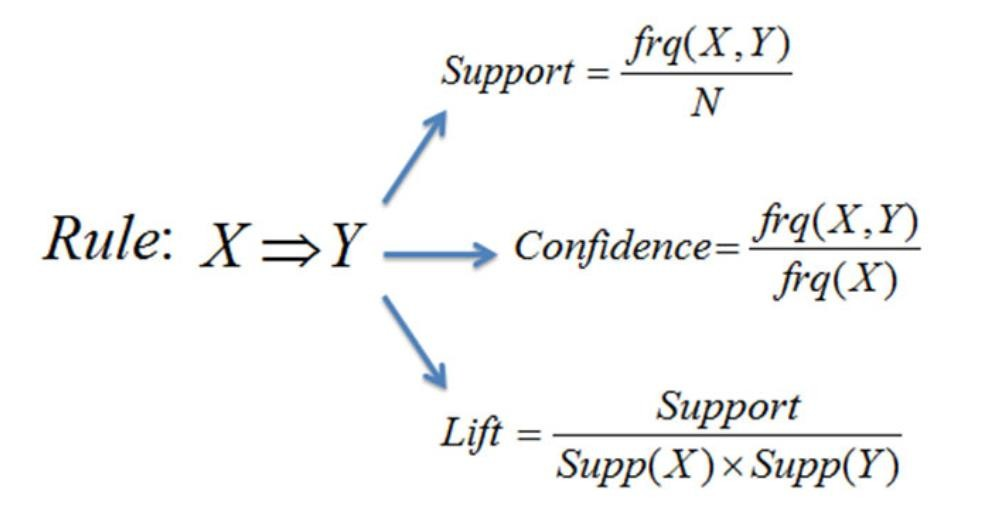 Support = frq(X,Y) / N
Rule: X ⇒ Y
Confidence = frq(X,Y) / frq(X)
Lift = Support / Supp(X) × Supp(Y)